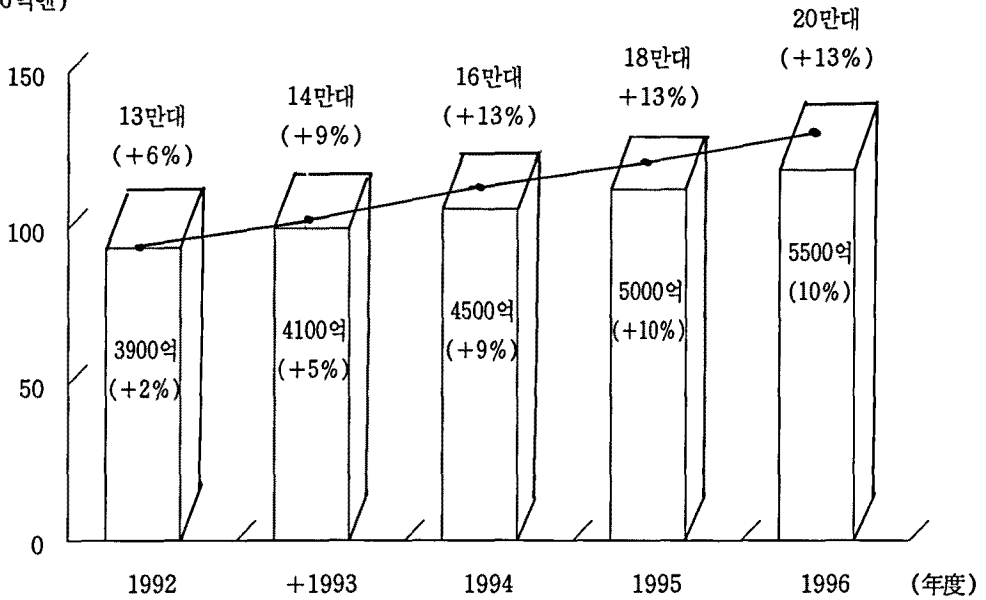 0억엔)
150
100
50
0
13만대
(+6%)
14만대
(+9%)
16만대
(+13%)
18만대
+13%)
20만대
(+13%)
3900억
(+2%)
4100억
(+5%)
4500억
(+9%)
5000억
(+10%)
5500억
(10%)
1992 +1993 1994 1995 1996 (年度)